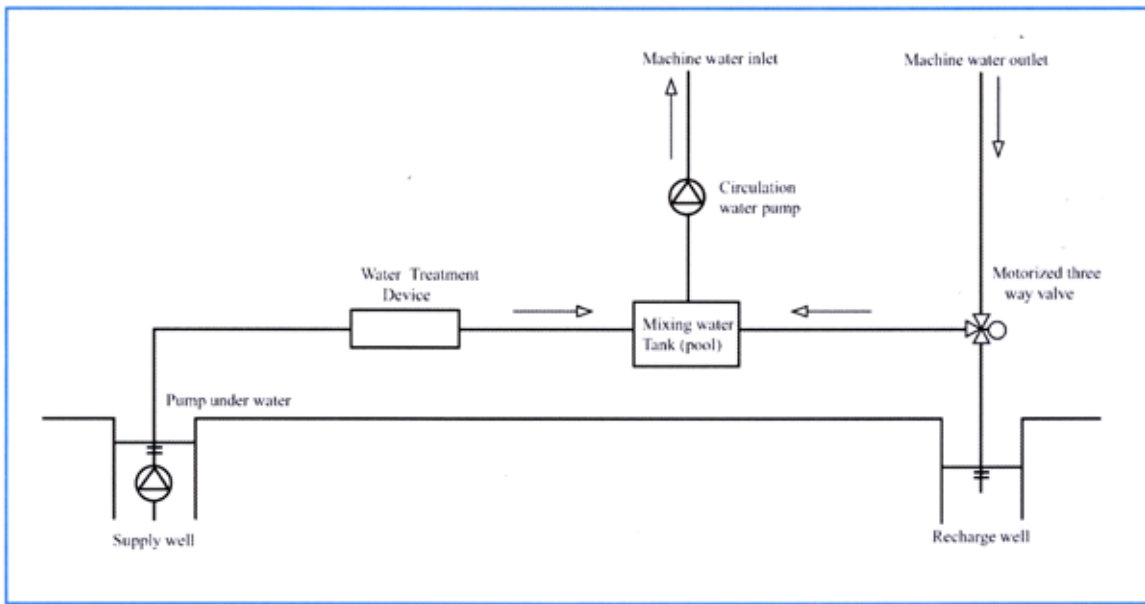 Machine water inlet
Machine water outlet
Circulation
water pump
Water Treatment
Device
Motorized three
way valve
Mixing water
Tank (pool)
Pump under water
Supply well
Recharge well